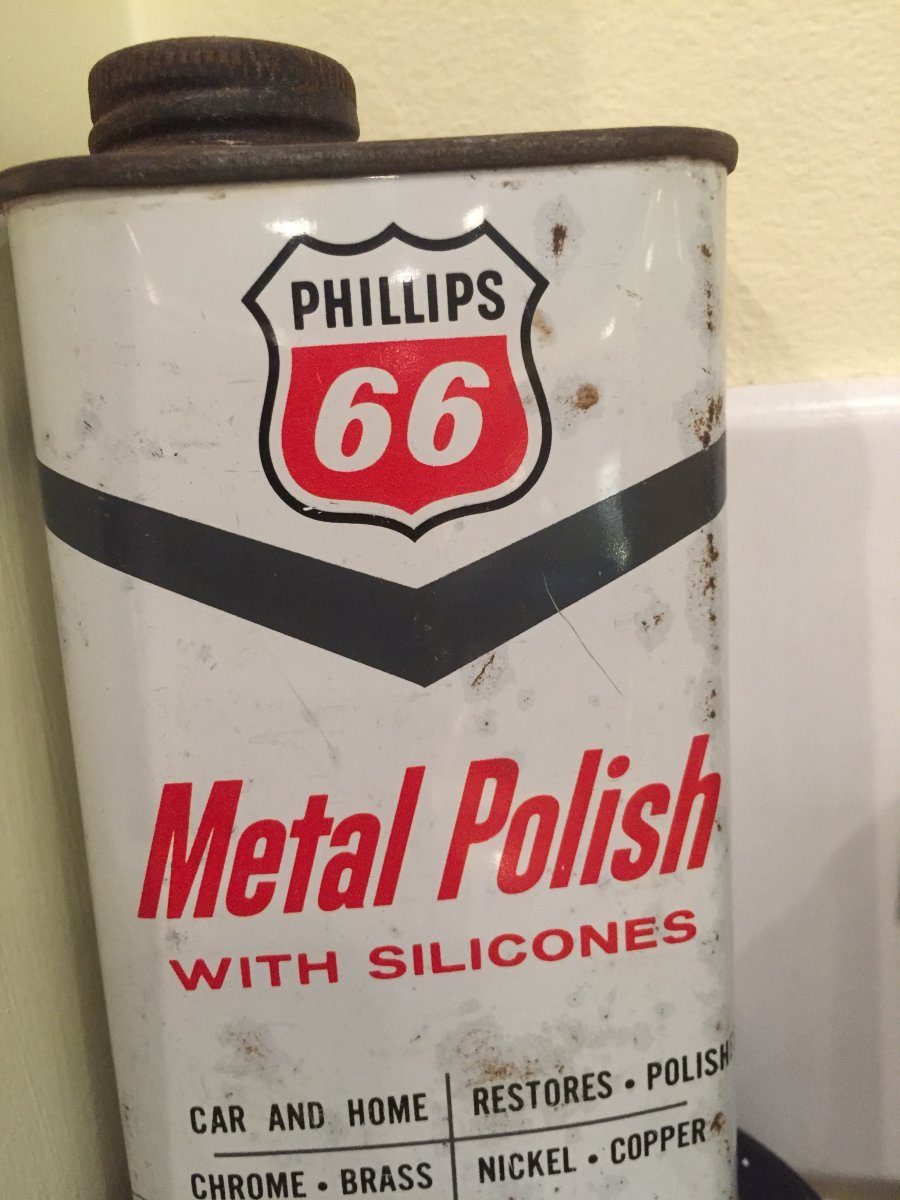 PHILLIPS
66
Metal Polish
WITH SILICONES
CAR AND HOME
RESTORES • POLISH
CHROME • BRASS
NICKEL • COPPER